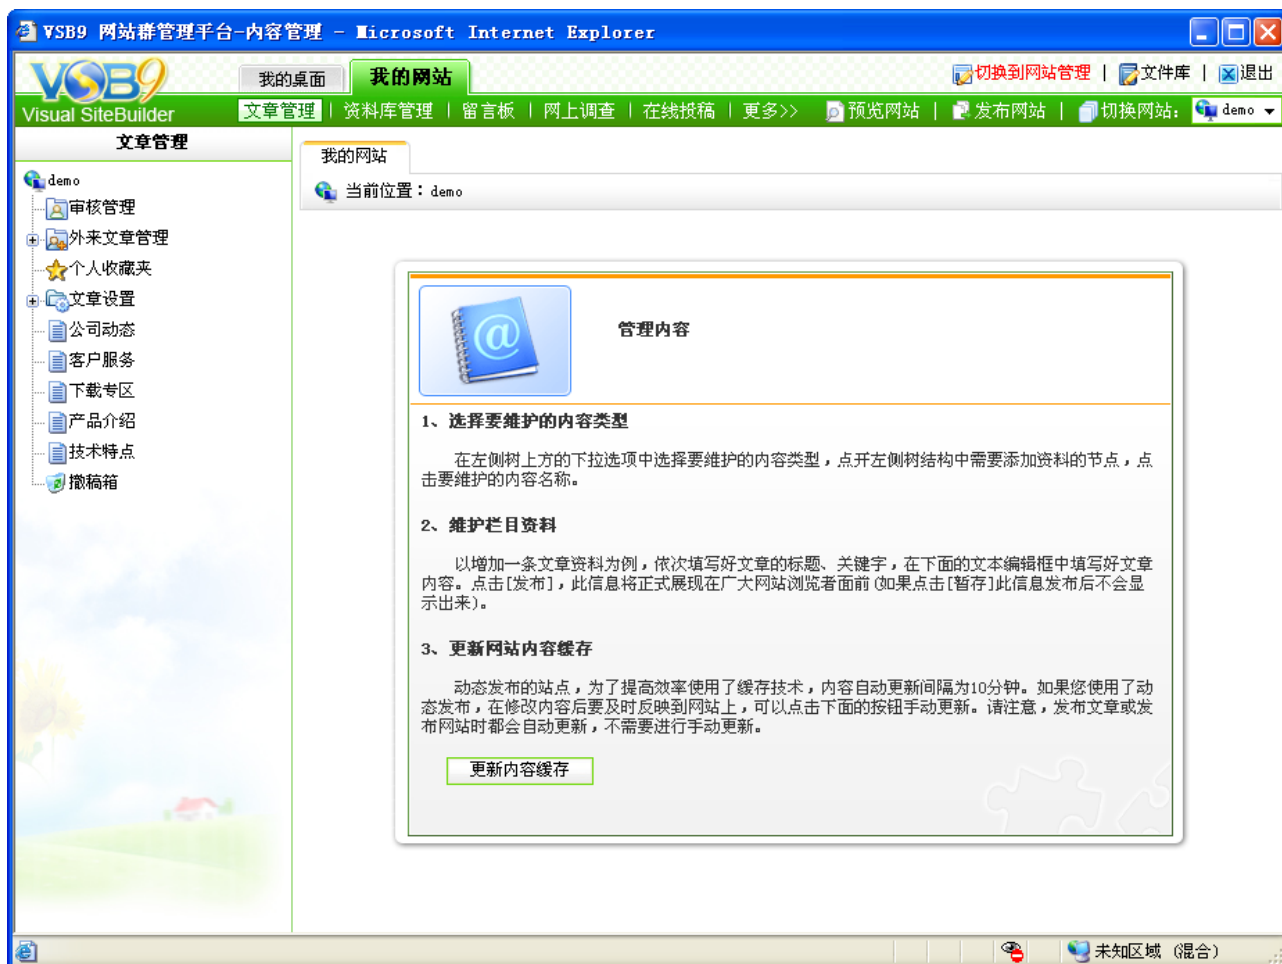 VSB9 网站群管理平台-内容管理 - Microsoft Internet Explorer
VSB9
Visual SiteBuilder
我的桌面
我的网站
切换到网站管理 | 文件库 | 退出
文章管理 | 资料库管理 | 留言板 | 网上调查 | 在线投稿 | 更多>> 预览网站 | 发布网站 | 切换网站: demo
文章管理
demo
审核管理
外来文章管理
个人收藏夹
文章设置
公司动态
客户服务
下载专区
产品介绍
技术特点
撤稿箱
我的网站
当前位置：demo
管理内容
1、选择要维护的内容类型
在左侧树上方的下拉选项中选择要维护的内容类型，点开左侧树结构中需要添加资料的节点，点
击要维护的内容名称。
2、维护栏目资料
以增加一条文章资料为例，依次填写好文章的标题、关键字，在下面的文本编辑框中填写好文章
内容。点击[发布]，此信息将正式展现在广大网站浏览者面前(如果点击[暂存]此信息发布后不会显
示出来)。
3、更新网站内容缓存
动态发布的站点，为了提高效率使用了缓存技术，内容自动更新间隔为10分钟。如果您使用了动
态发布，在修改内容后要及时反映到网站上，可以点击下面的按钮手动更新。请注意，发布文章或发
布网站时都会自动更新，不需要进行手动更新。
更新内容缓存
未知区域 (混合)